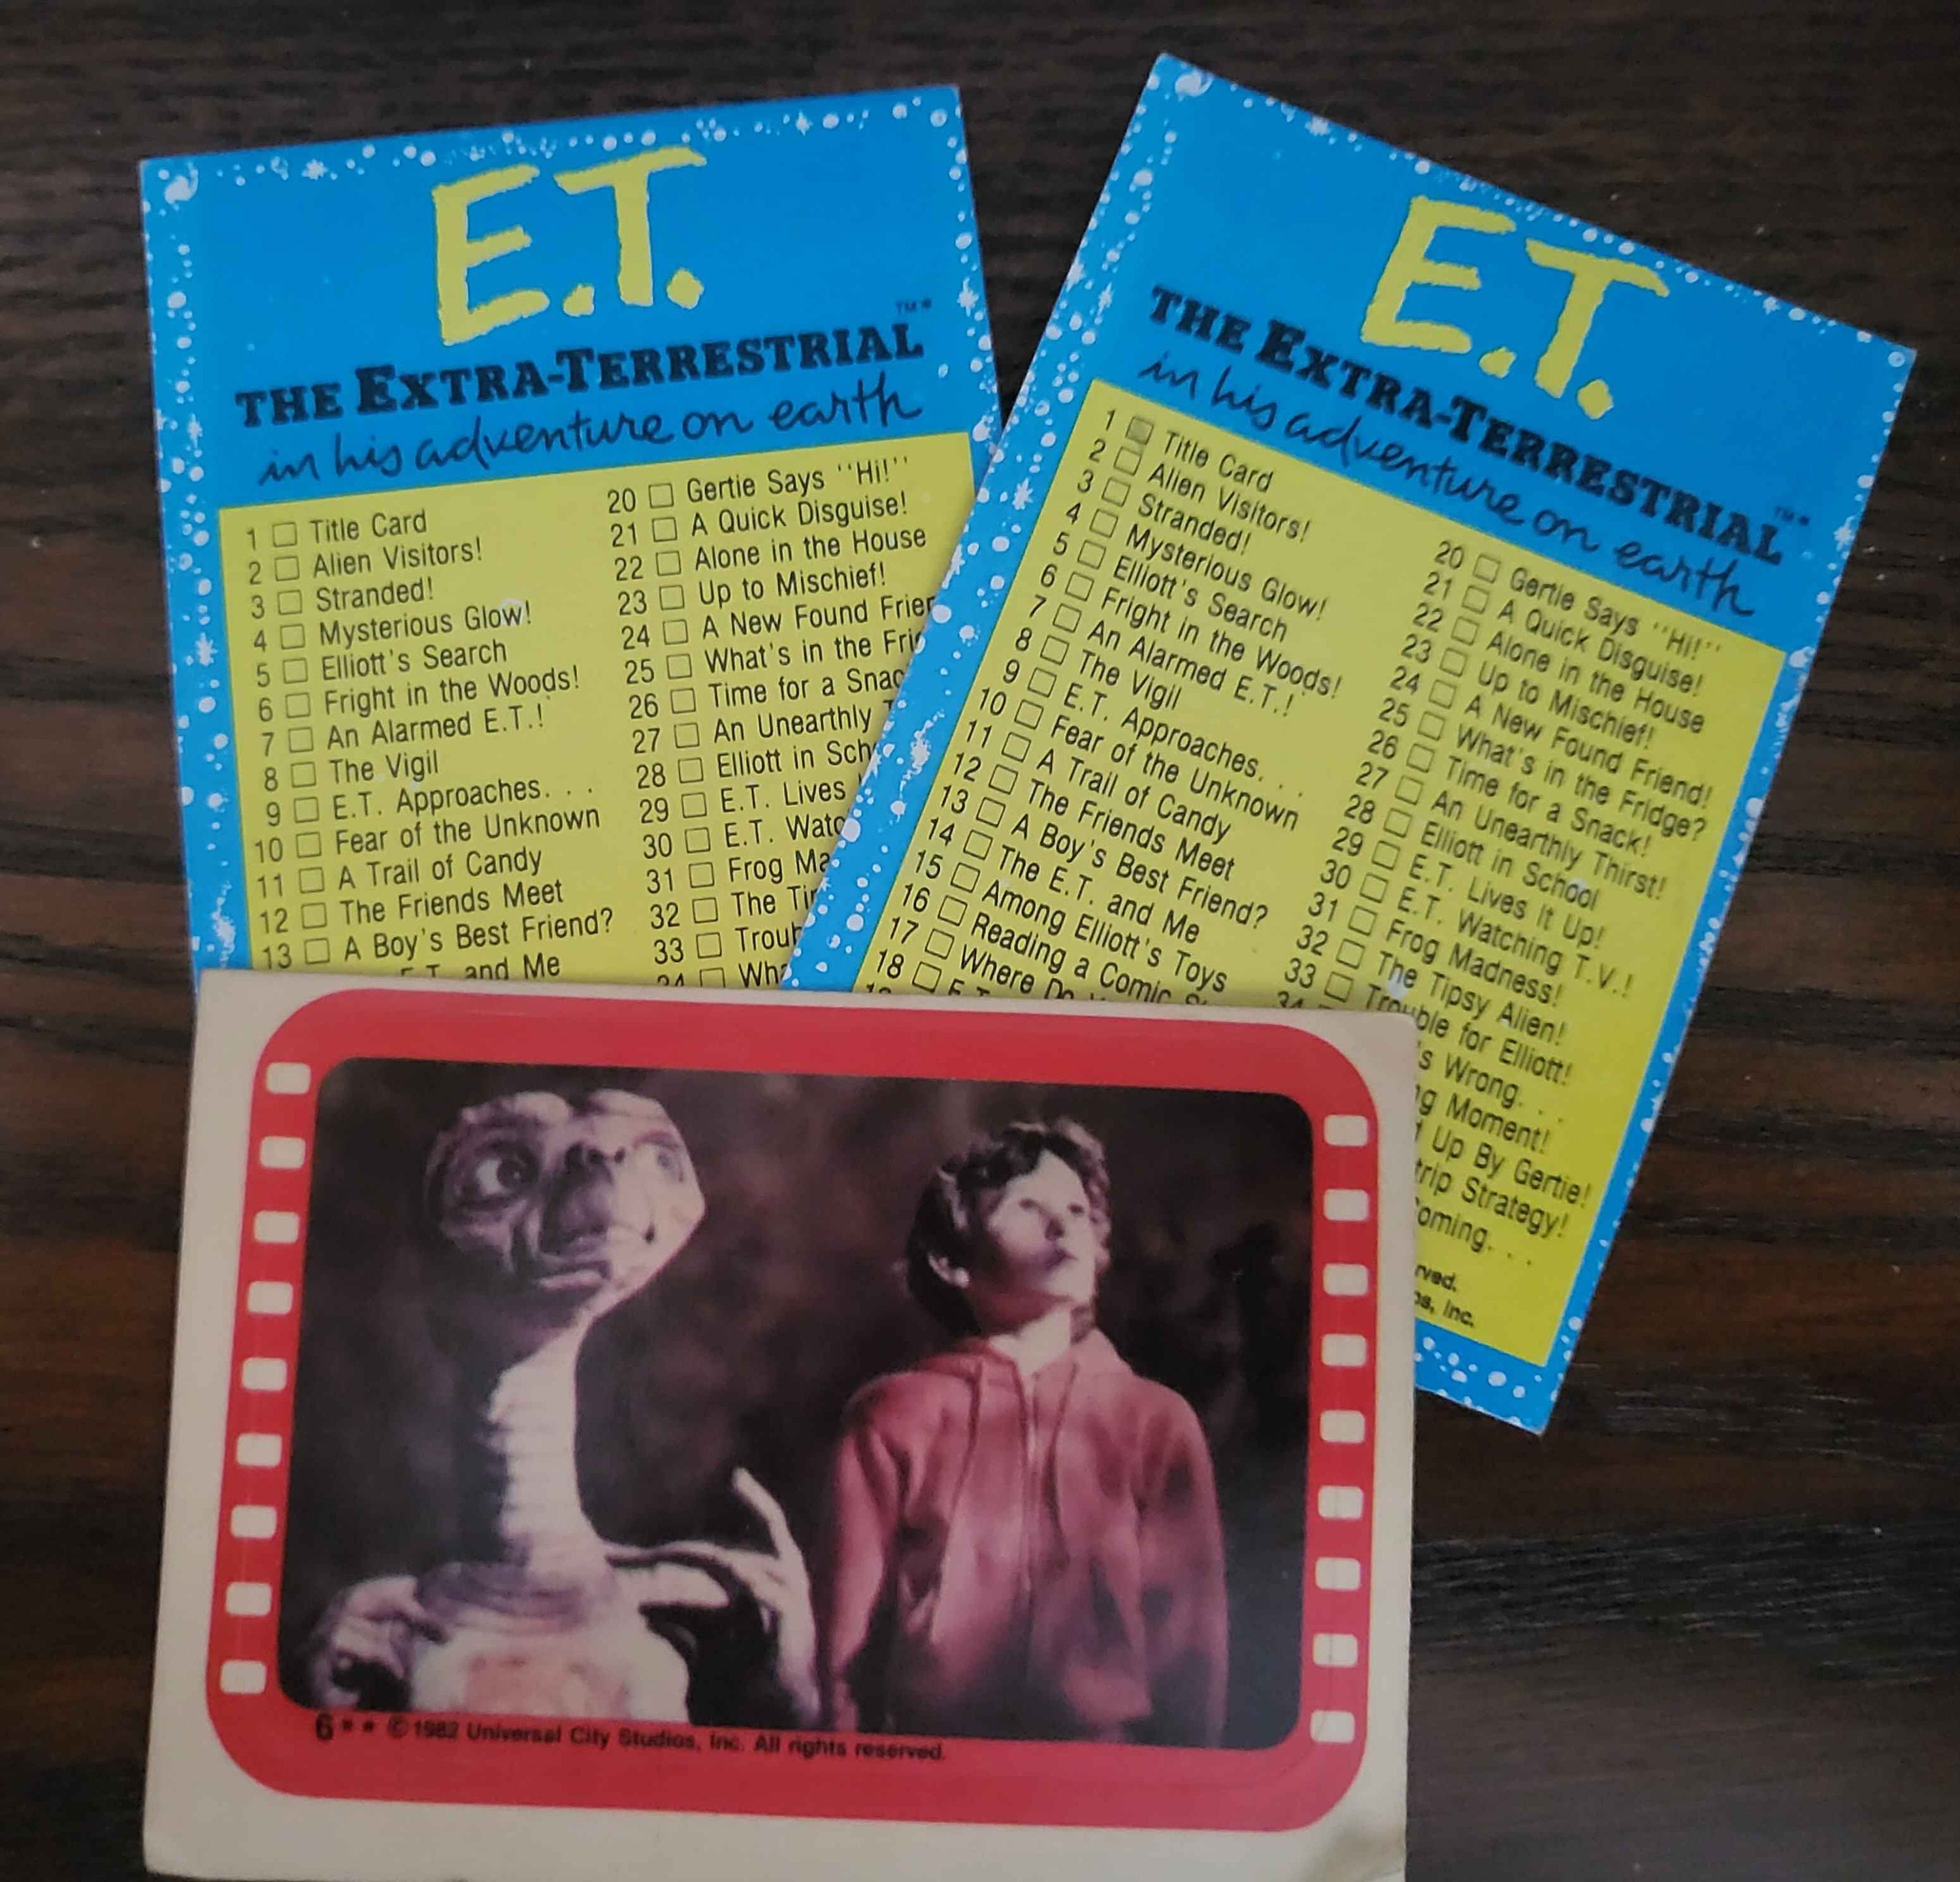 E.T.
THE EXTRA-TERRESTRIAL™*
in his adventure on earth
1 □ Title Card
2 □ Alien Visitors!
3 □ Stranded!
4 □ Mysterious Glow!
5 □ Elliott's Search
6 □ Fright in the Woods!
7 □ An Alarmed E.T.!
8 □ The Vigil
9 □ E.T. Approaches. . .
10 □ Fear of the Unknown
11 □ A Trail of Candy
12 □ The Friends Meet
13 □ A Boy's Best Friend?
E.T. and Me
20 □ Gertie Says ''Hi!''
21 □ A Quick Disguise!
22 □ Alone in the House
23 □ Up to Mischief!
24 □ A New Found
25 □ What's in the
26 □ Time for a
27 □ An Unearthly
28 □ Elliott in
29 □ E.T. Lives
30 □ E.T.
31 □ Frog
32 □ The
33 □
34 □
E.T.
THE EXTRA-TERRESTRIAL™*
in his adventure on earth
1 □ Title Card
2 □ Alien Visitors!
3 □ Stranded!
4 □ Mysterious Glow!
5 □ Elliott's Search
6 □ Fright in the Woods!
7 □ An Alarmed E.T.!
8 □ The Vigil
9 □ E.T. Approaches. . .
10 □ Fear of the Unknown
11 □ A Trail of Candy
12 □ The Friends Meet
13 □ A Boy's Best Friend?
14 □ The E.T. and Me
15 □ Among Elliott's Toys
16 □ Reading a Comic
17 □ Where Do
18 □ E.T.
20 □ Gertie Says ''Hi!''
21 □ A Quick Disguise!
22 □ Alone in the House
23 □ Up to Mischief!
24 □ A New Found Friend!
25 □ What's in the Fridge?
26 □ Time for a Snack!
27 □ An Unearthly Thirst!
28 □ Elliott in School
29 □ E.T. Lives It Up!
30 □ E.T. Watching T.V.!
31 □ Frog Madness!
32 □ The Tipsy Alien!
33 □ Trouble for Elliott!
34
's Wrong. . .
Moment!
Up By Gertie!
Strategy!
. . .
Inc.
6** © 1982 Universal City Studios, Inc. All rights reserved.